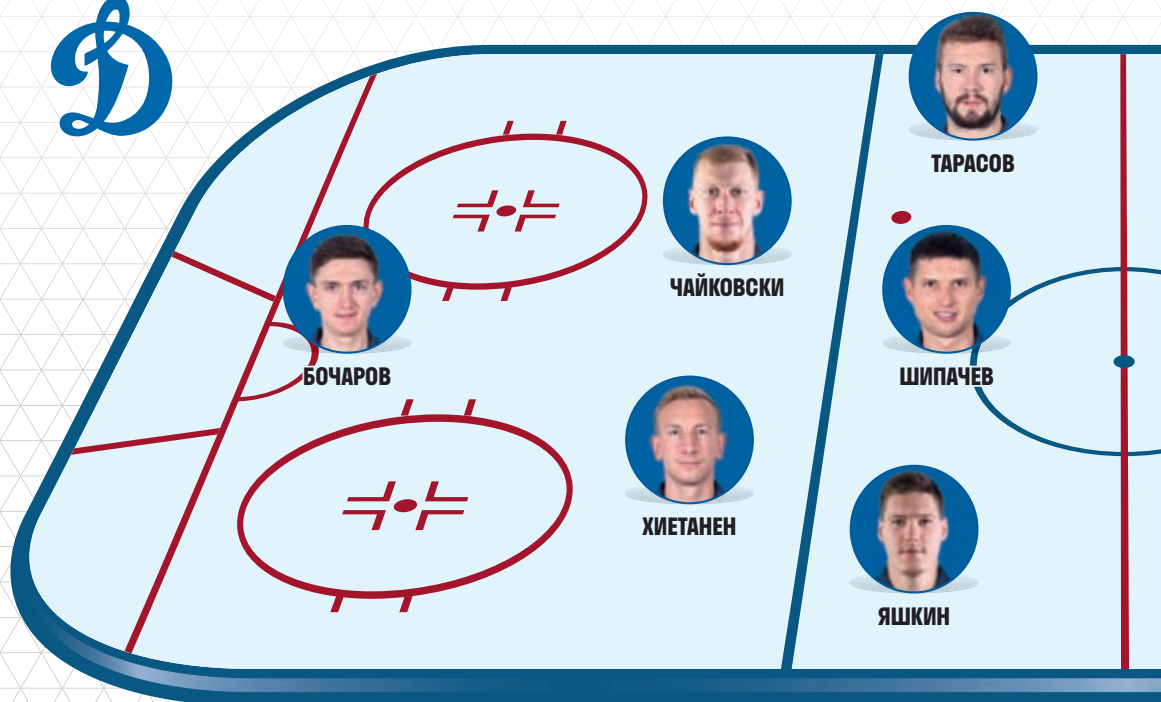 Д
ТАРАСОВ
ЧАЙКОВСКИ
БОЧАРОВ
ШИПАЧЕВ
ХИЕТАНЕН
ЯШКИН